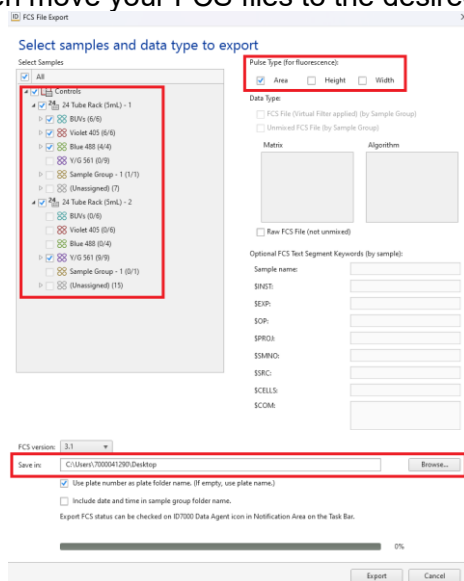 en move your FCS files to the desire
ID FCS File Export
Select samples and data type to export
Select Samples
All
Controls
24 24 Tube Rack (5mL) - 1
BUVs (6/6)
Violet 405 (6/6)
Blue 488 (4/4)
Y/G 561 (0/9)
Sample Group - 1 (1/1)
(Unassigned) (7)
24 24 Tube Rack (5mL) - 2
BUVs (0/6)
Violet 405 (0/6)
Blue 488 (0/4)
Y/G 561 (9/9)
Sample Group - 1 (0/1)
(Unassigned) (15)
Pulse Type (for fluorescence):
Area Height Width
Data Type:
FCS File (Virtual Filter applied) (by Sample Group)
Unmixed FCS File (by Sample Group)
Matrix Algorithm
Raw FCS File (not unmixed)
Optional FCS Text Segment Keywords (by sample):
Sample name:
$INST:
$EXP:
$OP:
$PROJ:
$SMNO:
$SRC:
$CELLS:
$COM:
FCS version: 3.1
Save in: C:\Users\7000041290\Desktop Browse...
Use plate number as plate folder name. (If empty, use plate name.)
Include date and time in sample group folder name.
Export FCS status can be checked on ID7000 Data Agent icon in Notification Area on the Task Bar.
0%
Export Cancel